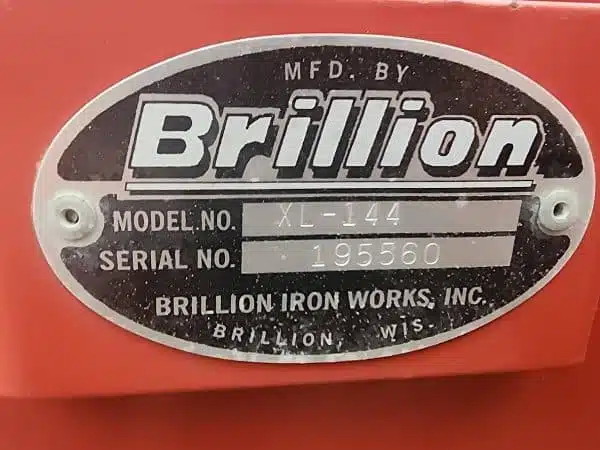 MFD. BY
Brillion
MODEL NO. XL-144
SERIAL NO. 195560
BRILLION IRON WORKS, INC.
BRILLION, WIS.